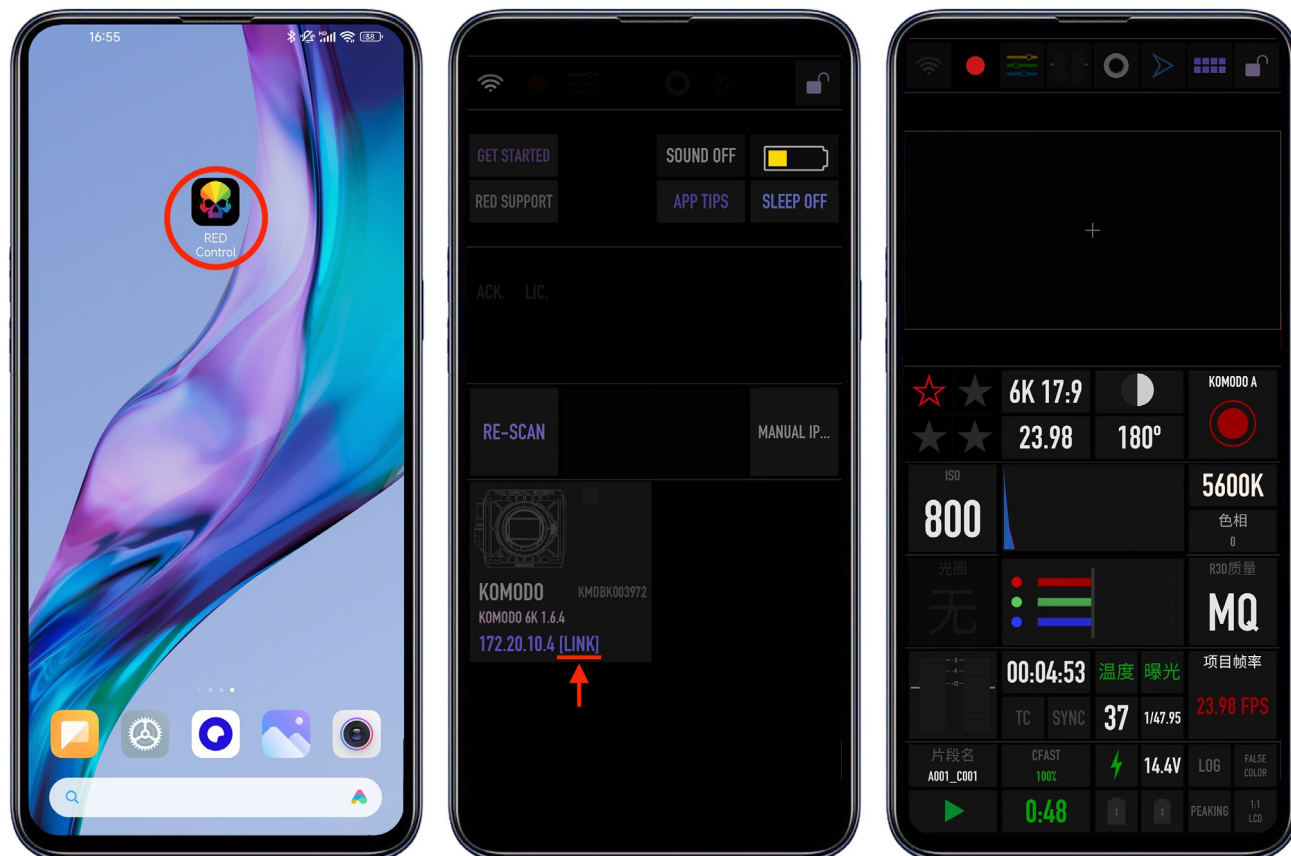 16:55
38
RED
Control
GET STARTED
SOUND OFF
RED SUPPORT
APP TIPS
SLEEP OFF
ACK.
LIC.
RE-SCAN
MANUAL IP...
KOMODO
KMDBK003972
KOMODO 6K 1.6.4
172.20.10.4 [LINK]
6K 17:9
KOMODO A
23.98
180º
ISO
800
5600K
色相
0
光圈
无
R3D质量
MQ
00:04:53
温度
曝光
项目帧率
TC
SYNC
37
1/47.95
23.98 FPS
片段名
A001_C001
CFAST
100%
14.4V
LOG
FALSE
COLOR
0:48
1
2
PEAKING
1:1
LCD